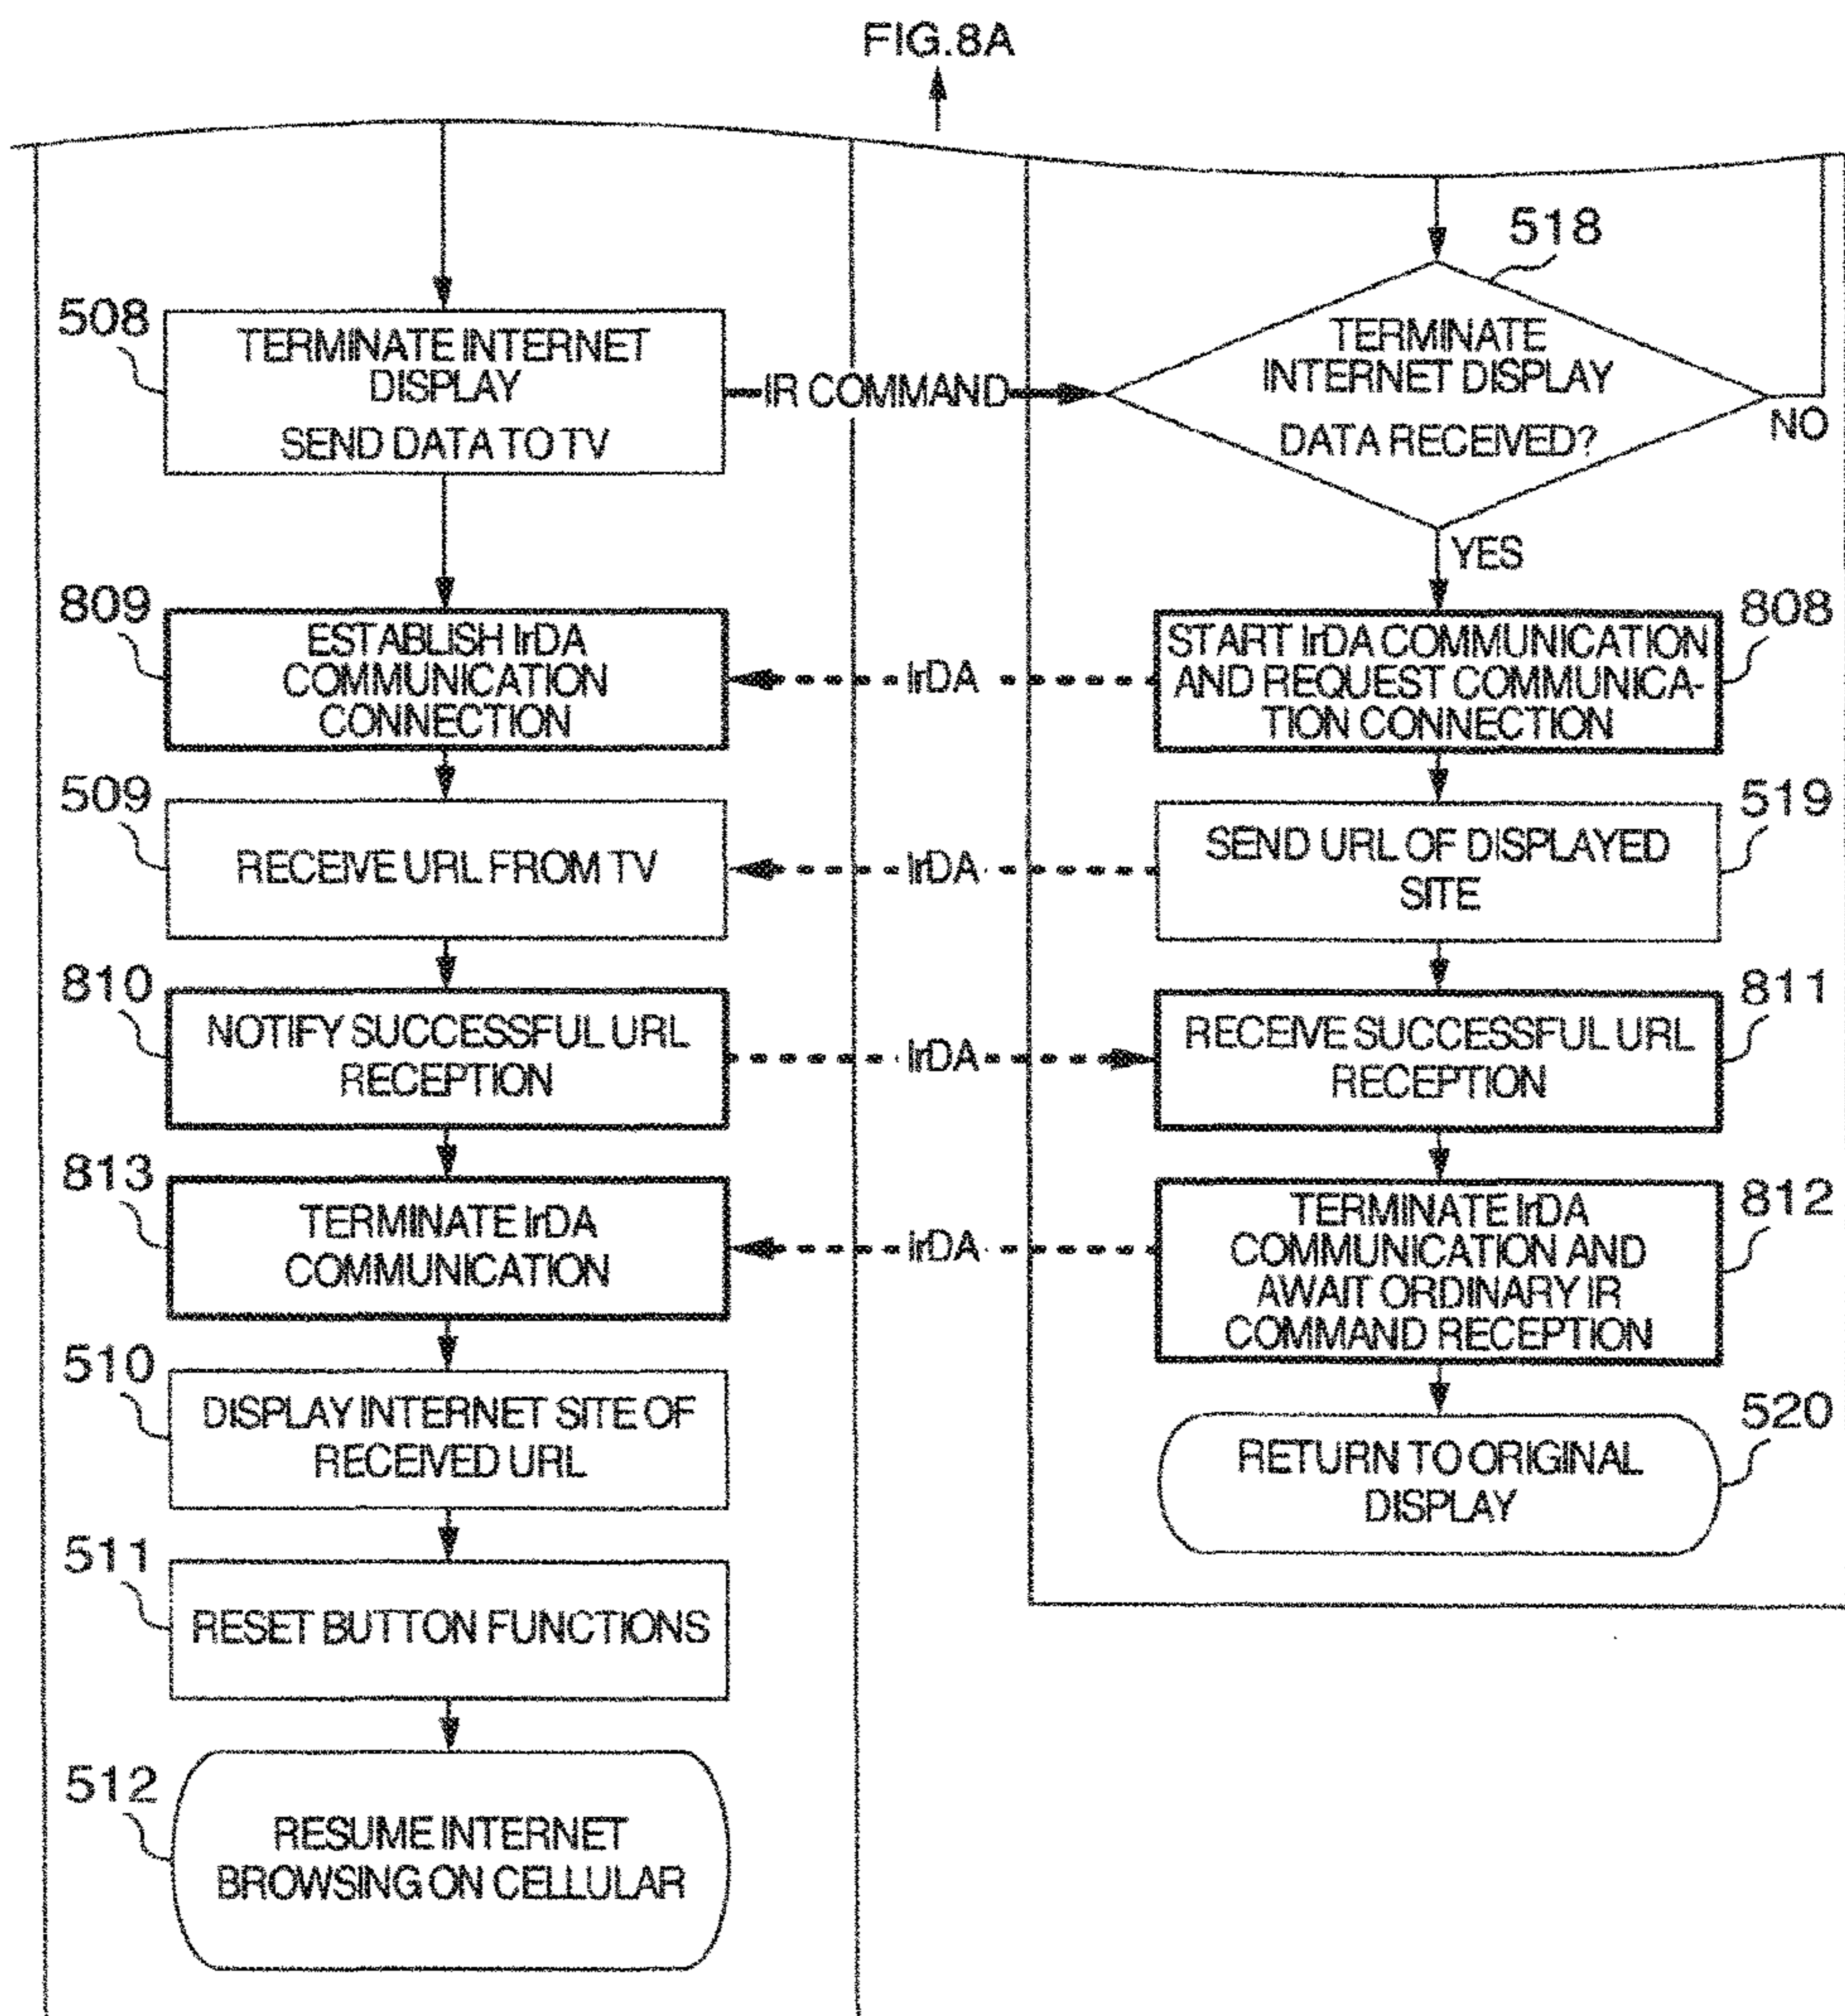 FIG.8A
508
TERMINATE INTERNET
DISPLAY
SEND DATA TO TV
IR COMMAND
518
TERMINATE
INTERNET DISPLAY
DATA RECEIVED?
NO
YES
809
ESTABLISH IrDA
COMMUNICATION
CONNECTION
IrDA
808
START IrDA COMMUNICATION
AND REQUEST COMMUNICA-
TION CONNECTION
509
RECEIVE URL FROM TV
IrDA
519
SEND URL OF DISPLAYED
SITE
810
NOTIFY SUCCESSFUL URL
RECEPTION
IrDA
811
RECEIVE SUCCESSFUL URL
RECEPTION
813
TERMINATE IrDA
COMMUNICATION
IrDA
812
TERMINATE IrDA
COMMUNICATION AND
AWAIT ORDINARY IR
COMMAND RECEPTION
510
DISPLAY INTERNET SITE OF
RECEIVED URL
520
RETURN TO ORIGINAL
DISPLAY
511
RESET BUTTON FUNCTIONS
512
RESUME INTERNET
BROWSING ON CELLULAR